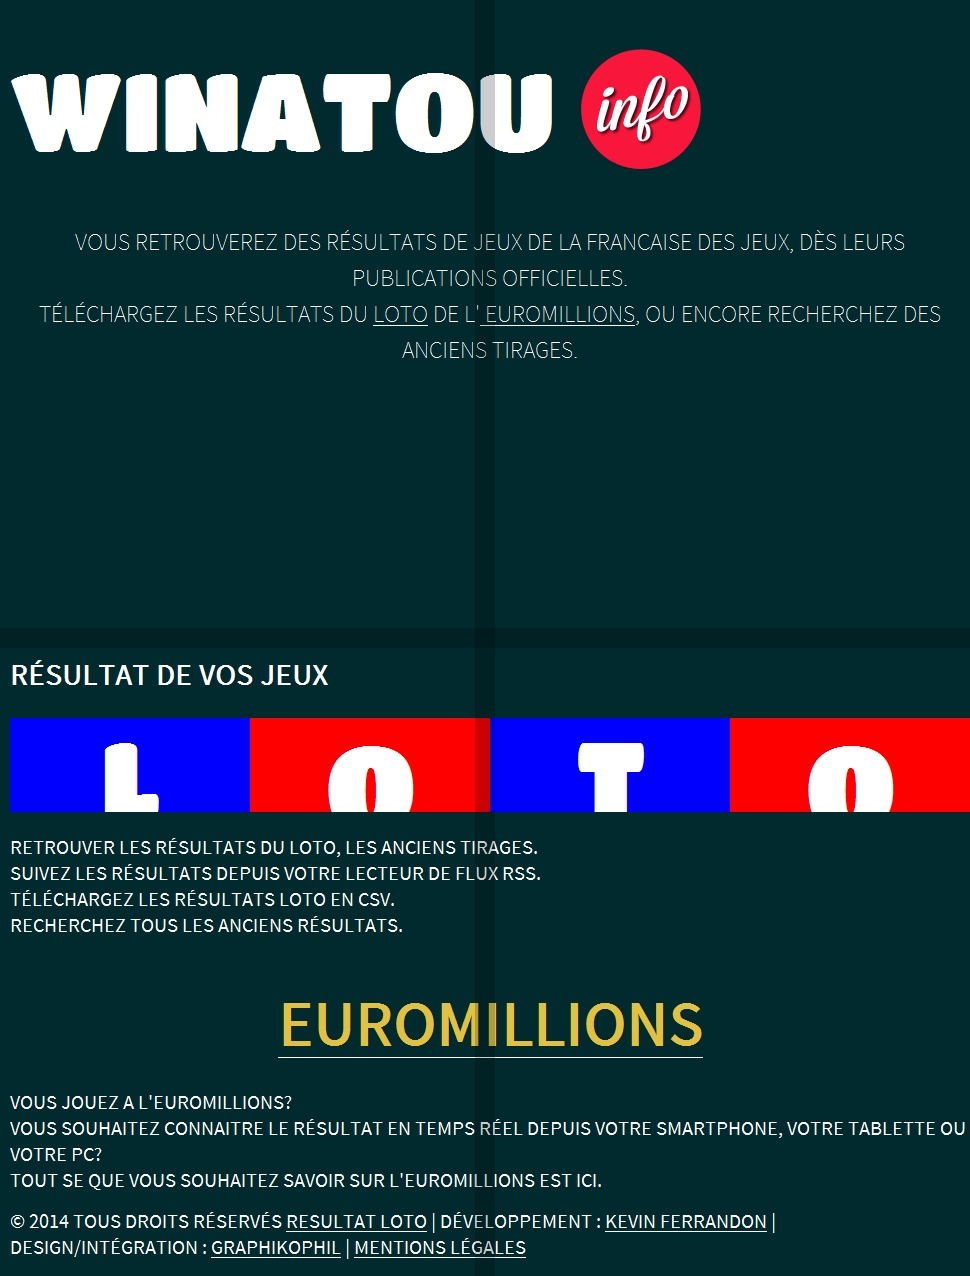 WINATOU info
VOUS RETROUVEREZ DES RÉSULTATS DE JEUX DE LA FRANCAISE DES JEUX, DÈS LEURS
PUBLICATIONS OFFICIELLES.
TÉLÉCHARGEZ LES RÉSULTATS DU LOTO DE L' EUROMILLIONS, OU ENCORE RECHERCHEZ DES
ANCIENS TIRAGES.
RÉSULTAT DE VOS JEUX
L O T O
RETROUVER LES RÉSULTATS DU LOTO, LES ANCIENS TIRAGES.
SUIVEZ LES RÉSULTATS DEPUIS VOTRE LECTEUR DE FLUX RSS.
TÉLÉCHARGEZ LES RÉSULTATS LOTO EN CSV.
RECHERCHEZ TOUS LES ANCIENS RÉSULTATS.
EUROMILLIONS
VOUS JOUEZ A L'EUROMILLIONS?
VOUS SOUHAITEZ CONNAITRE LE RÉSULTAT EN TEMPS RÉEL DEPUIS VOTRE SMARTPHONE, VOTRE TABLETTE OU
VOTRE PC?
TOUT SE QUE VOUS SOUHAITEZ SAVOIR SUR L'EUROMILLIONS EST ICI.
© 2014 TOUS DROITS RÉSERVÉS RESULTAT LOTO | DÉVELOPPEMENT : KEVIN FERRANDON |
DESIGN/INTÉGRATION : GRAPHIKOPHIL | MENTIONS LÉGALES